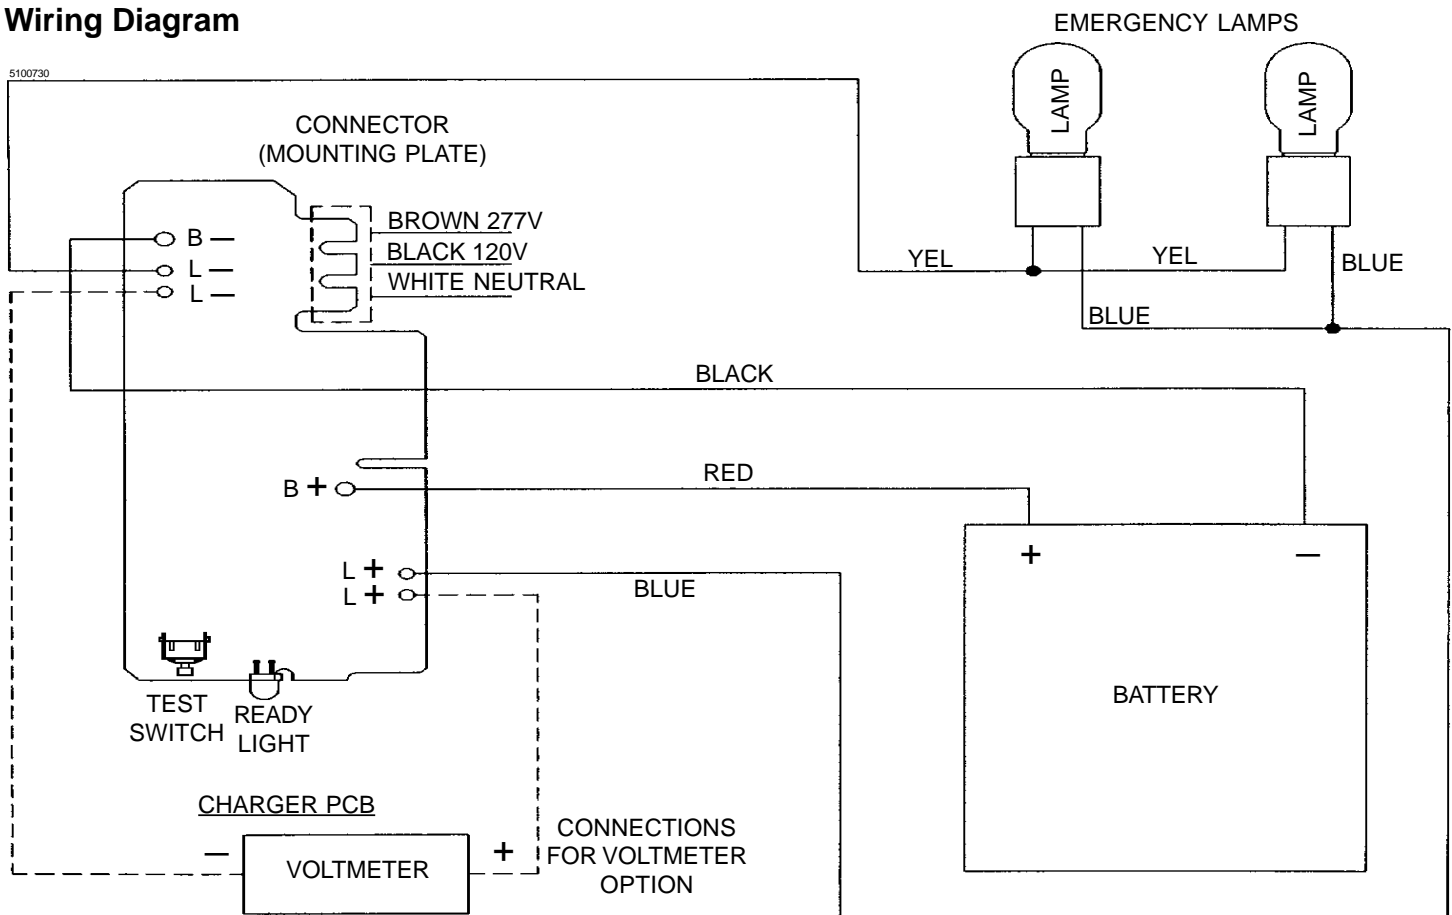 Wiring Diagram
EMERGENCY LAMPS
5100730
LAMP
LAMP
CONNECTOR
(MOUNTING PLATE)
BROWN 277V
B —
BLACK 120V
YEL
YEL
BLUE
L —
WHITE NEUTRAL
L —
BLUE
BLACK
RED
B +
+
—
L +
BLUE
L +
BATTERY
TEST
SWITCH
READY
LIGHT
CHARGER PCB
—
VOLTMETER
+
CONNECTIONS
FOR VOLTMETER
OPTION